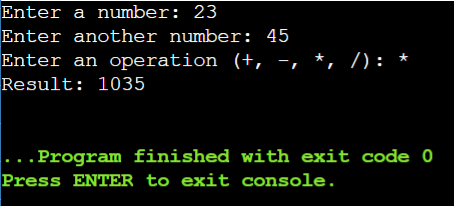 Enter a number: 23
Enter another number: 45
Enter an operation (+, -, *, /): *
Result: 1035
...Program finished with exit code 0
Press ENTER to exit console.